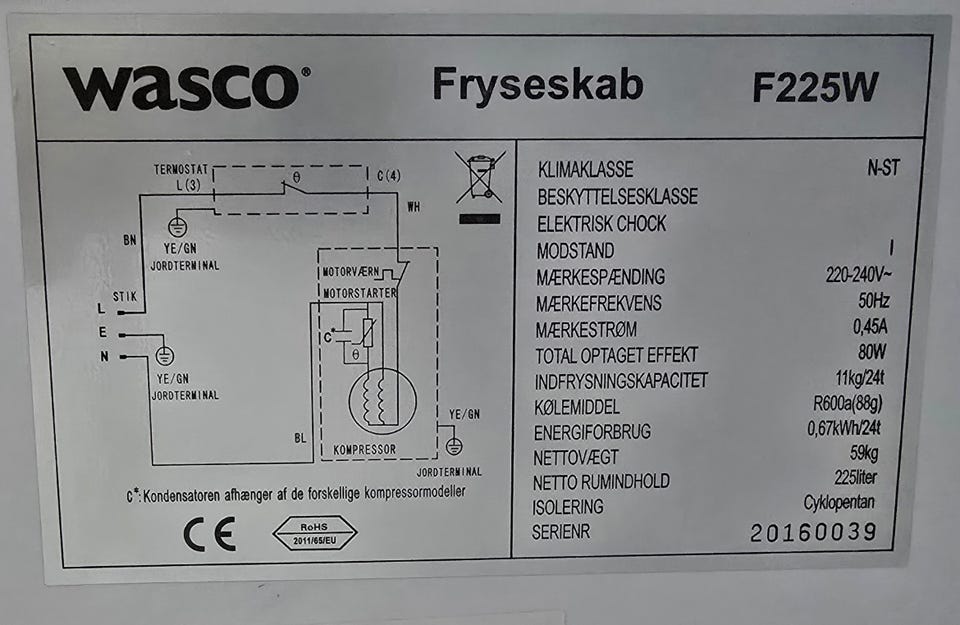 WASCO®
Fryseskab
F225W
TERMOSTAT
L(3)
θ
C(4)
WH
BN
YE/GN
JORDTERMINAL
MOTORVÆRN
MOTORSTARTER
STIK
L
E
N
C*
θ
YE/GN
JORDTERMINAL
BL
KOMPRESSOR
YE/GN
JORDTERMINAL
C*:Kondensatoren afhænger af de forskellige kompressormodeller
CE
RoHS
2011/65/EU
KLIMAKLASSE N-ST
BESKYTTELSESKLASSE
ELEKTRISK CHOCK
MODSTAND I
MÆRKESPÆNDING 220-240V~
MÆRKEFREKVENS 50Hz
MÆRKESTRØM 0,45A
TOTAL OPTAGET EFFEKT 80W
INDFRYSNINGSKAPACITET 11kg/24t
KØLEMIDDEL R600a(88g)
ENERGIFORBRUG 0,67kWh/24t
NETTOVÆGT 59kg
NETTO RUMINDHOLD 225liter
ISOLERING Cyklopentan
SERIENR 20160039